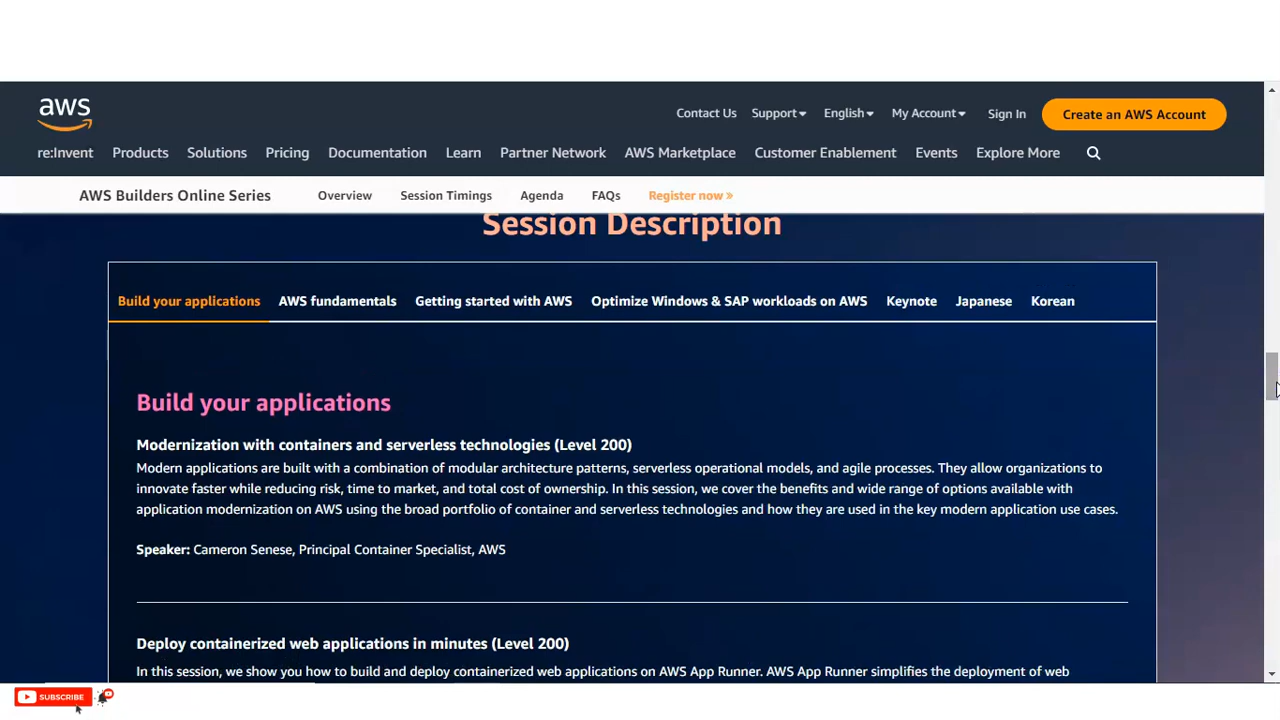 aws
Contact Us Support English My Account Sign In Create an AWS Account
re:Invent Products Solutions Pricing Documentation Learn Partner Network AWS Marketplace Customer Enablement Events Explore More
AWS Builders Online Series Overview Session Timings Agenda FAQs Register now »
Session Description
Build your applications AWS fundamentals Getting started with AWS Optimize Windows & SAP workloads on AWS Keynote Japanese Korean
Build your applications
Modernization with containers and serverless technologies (Level 200)
Modern applications are built with a combination of modular architecture patterns, serverless operational models, and agile processes. They allow organizations to
innovate faster while reducing risk, time to market, and total cost of ownership. In this session, we cover the benefits and wide range of options available with
application modernization on AWS using the broad portfolio of container and serverless technologies and how they are used in the key modern application use cases.
Speaker: Cameron Senese, Principal Container Specialist, AWS
Deploy containerized web applications in minutes (Level 200)
In this session, we show you how to build and deploy containerized web applications on AWS App Runner. AWS App Runner simplifies the deployment of web
SUBSCRIBE